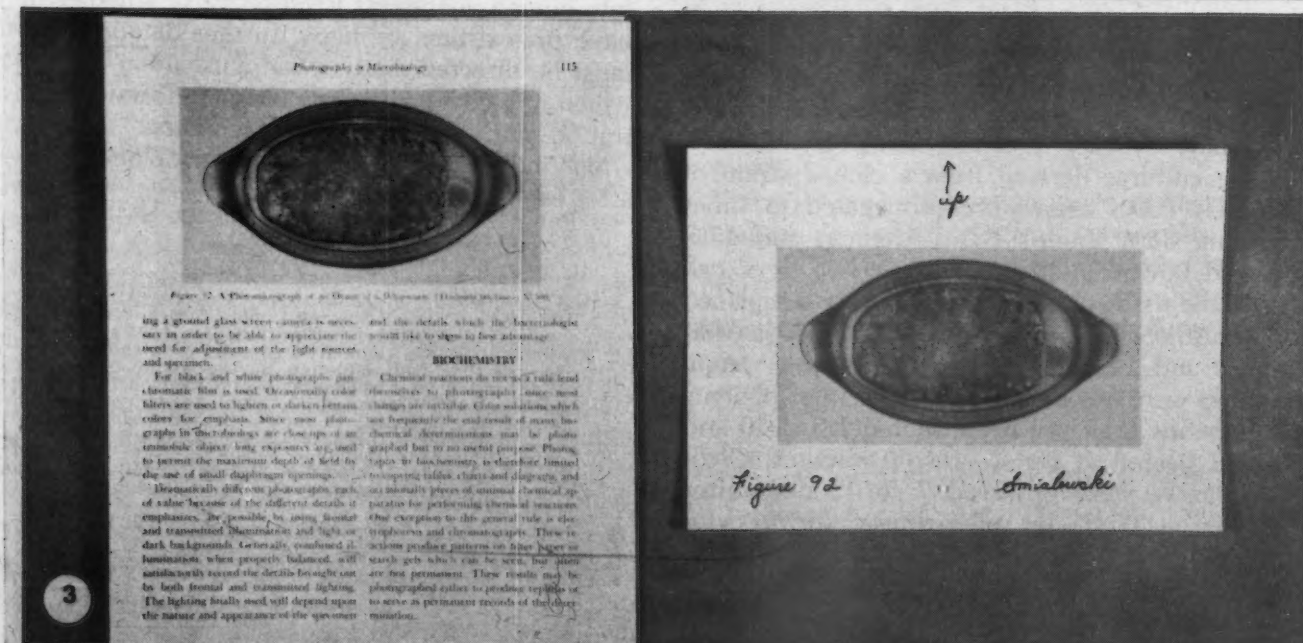 Photography in Microbiology 115
Figure 92. A Photomicrograph of an Ovum of a
ing a ground glass screen camera is neces-
sary in order to be able to appreciate the
need for adjustment of the light sources
and specimen.
For black and white photographs pan-
chromatic film is used. Occasionally color
filters are used to lighten or darken certain
colors for emphasis. Since most photo-
graphs in microbiology are close-ups of an
immobile object, long exposures are used
to permit the maximum depth of field by
the use of small diaphragm openings.
Dramatically different photographs, each
of value because of the different details it
emphasizes, are possible by using frontal
and transmitted illumination and light or
dark backgrounds. Generally, combined il-
lumination, when properly balanced, will
satisfactorily record the details brought out
by both frontal and transmitted lighting.
The lighting finally used will depend upon
the nature and appearance of the specimen
and the details which the bacteriologist
would like to show to best advantage.
BIOCHEMISTRY
Chemical reactions do not as a rule lend
themselves to photography since most
changes are invisible. Color solutions which
are frequently the end result of many bio-
chemical determinations may be photo-
graphed but to no useful purpose. Photog-
raphy in biochemistry is therefore limited
to copying tables, charts and diagrams, and
occasionally pieces of unusual chemical ap-
paratus for performing chemical reactions.
One exception to this general rule is elec-
trophoresis and chromatography. These re-
actions produce patterns on filter paper or
starch gels which can be seen, but often
are not permanent. These results may be
photographed either to produce reprints or
to serve as permanent records of the deter-
mination.
3
up
Figure 92 Smialowski